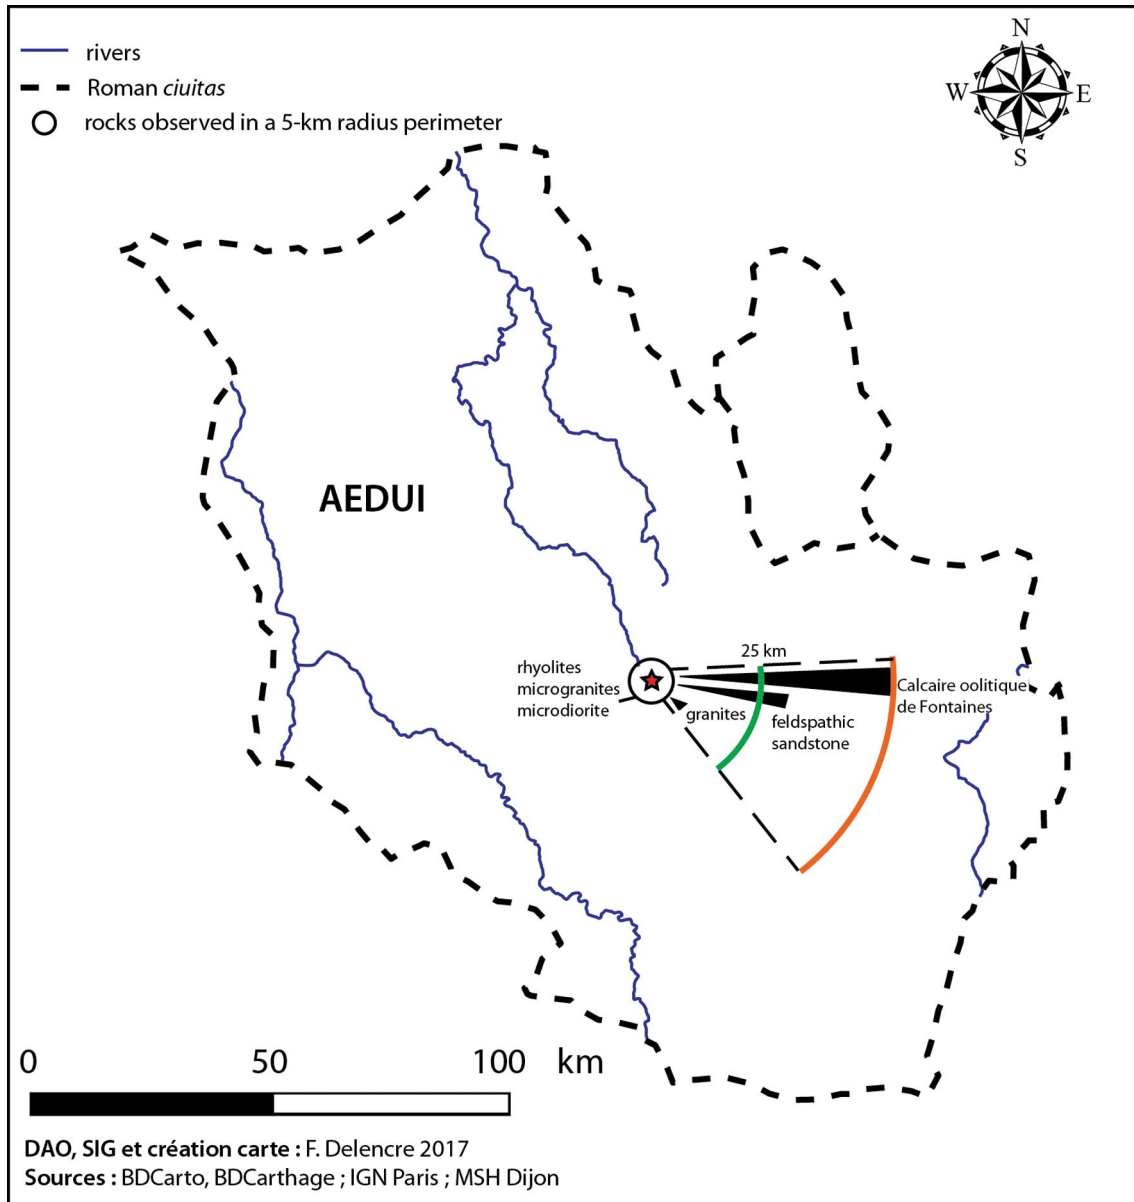 rivers
Roman ciuitas
rocks observed in a 5-km radius perimeter
N
W
E
S
AEDUI
25 km
rhyolites
microgranites
microdiorite
granites
feldspathic
sandstone
Calcaire oolitique
de Fontaines
0 50 100 km
DAO, SIG et création carte : F. Delencre 2017
Sources : BDCarto, BDCarthage ; IGN Paris ; MSH Dijon